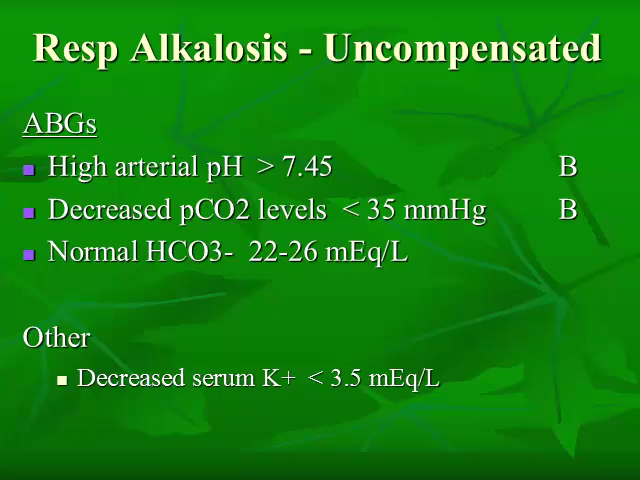 Resp Alkalosis - Uncompensated
ABGs
High arterial pH > 7.45 B
Decreased pCO2 levels < 35 mmHg B
Normal HCO3- 22-26 mEq/L
Other
Decreased serum K+ < 3.5 mEq/L